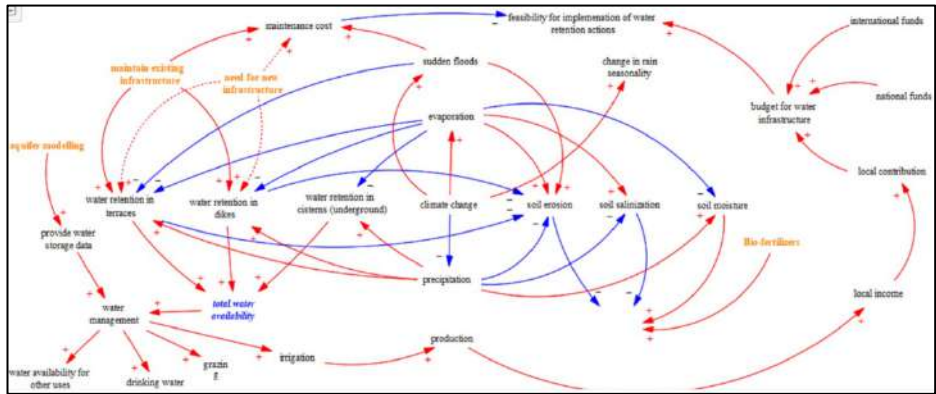 maintenance cost
feasibility for implemenation of water
retention actions
international funds
maintain existing
infrastructure
need for new
infrastructure
sudden floods
change in rain
seasonality
budget for water
infrastructure
national funds
aquifer modelling
evaporation
local contribution
water retention in
terraces
water retention in
dikes
water retention in
cisterns (underground)
climate change
soil erosion
soil salinization
soil moisture
provide water
storage data
Bio-fertilizers
precipitation
local income
water
management
total water
availability
production
water availability for
other uses
drinking water
grazin
g
irrigation